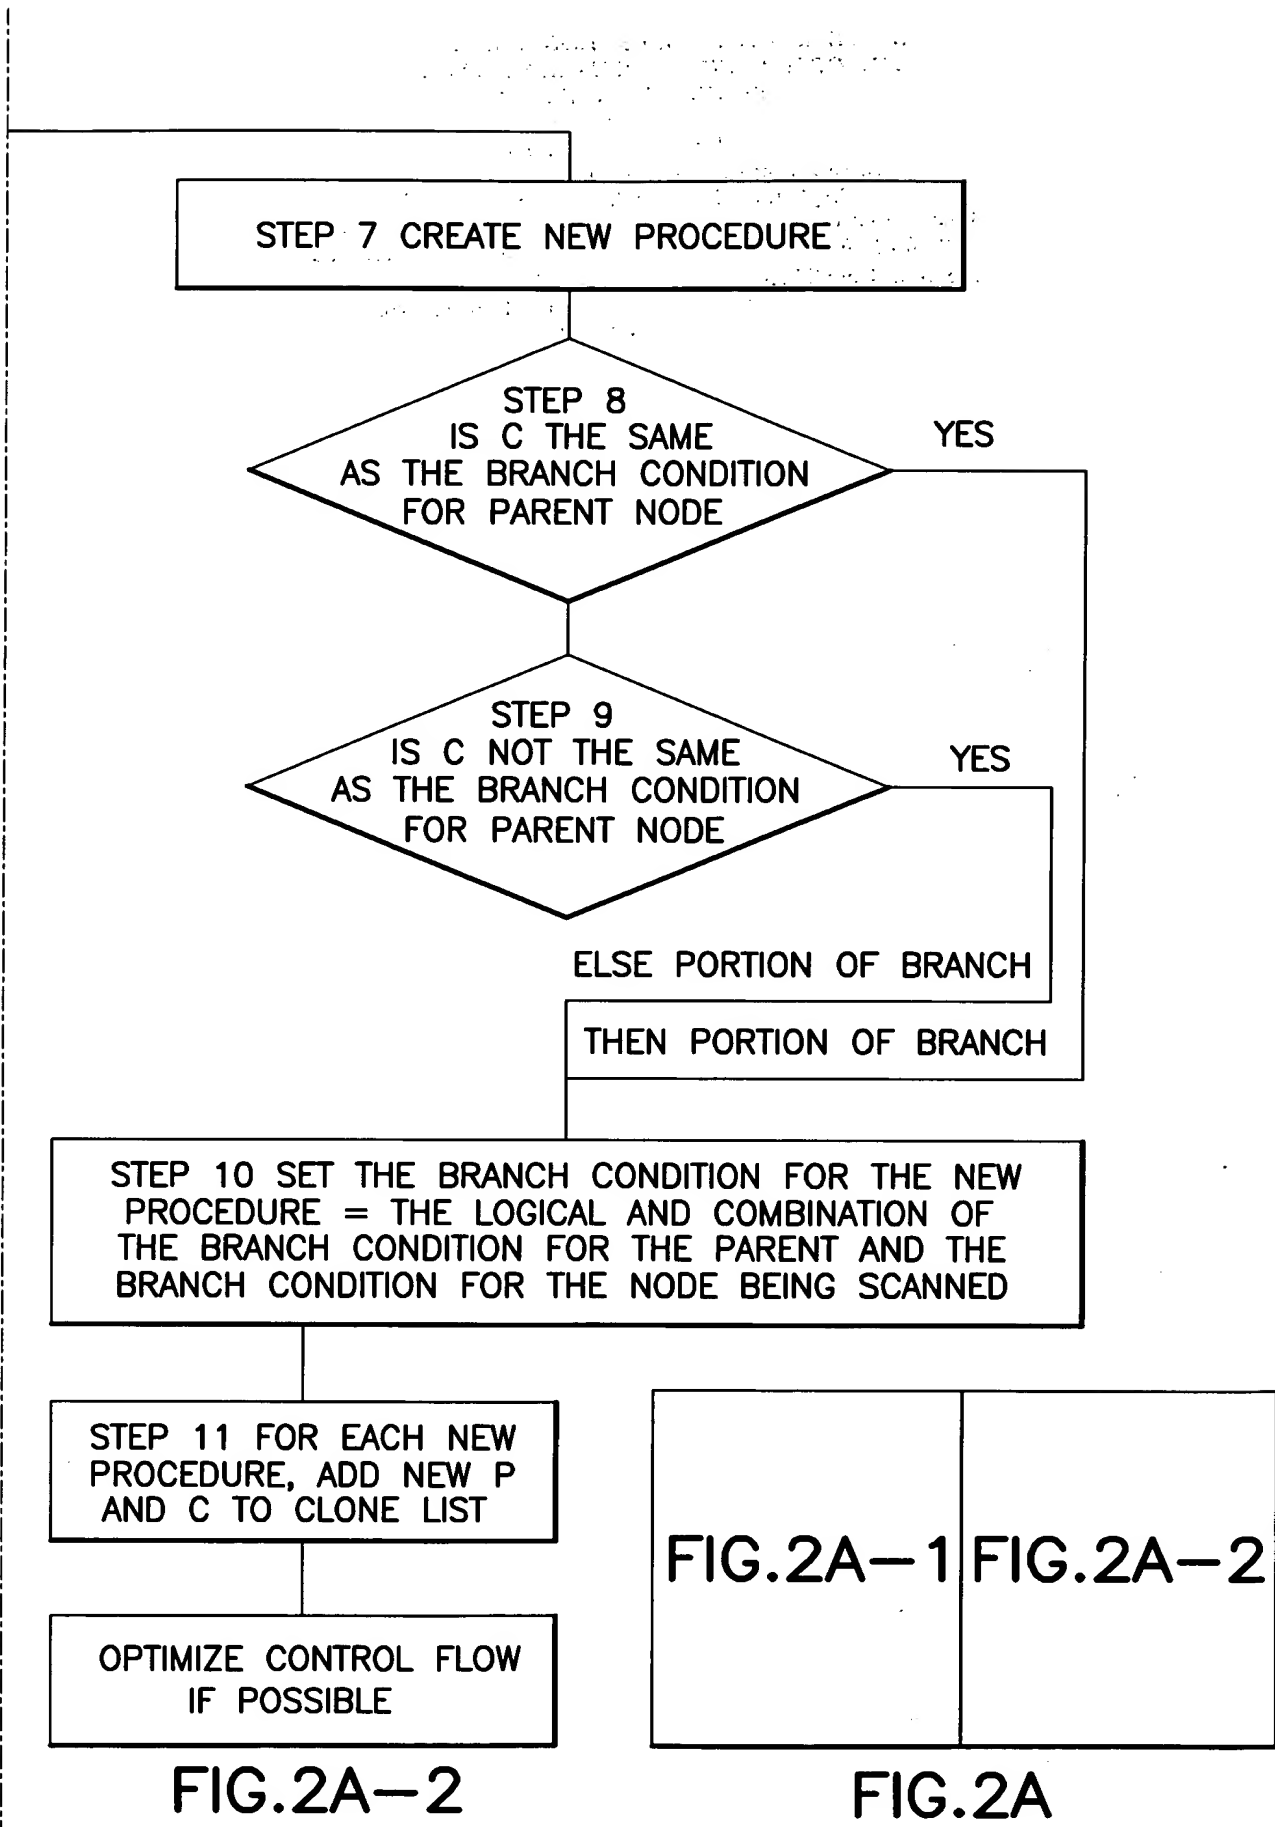 STEP 7 CREATE NEW PROCEDURE
STEP 8
IS C THE SAME
AS THE BRANCH CONDITION
FOR PARENT NODE
YES
STEP 9
IS C NOT THE SAME
AS THE BRANCH CONDITION
FOR PARENT NODE
YES
ELSE PORTION OF BRANCH
THEN PORTION OF BRANCH
STEP 10 SET THE BRANCH CONDITION FOR THE NEW
PROCEDURE = THE LOGICAL AND COMBINATION OF
THE BRANCH CONDITION FOR THE PARENT AND THE
BRANCH CONDITION FOR THE NODE BEING SCANNED
STEP 11 FOR EACH NEW
PROCEDURE, ADD NEW P
AND C TO CLONE LIST
OPTIMIZE CONTROL FLOW
IF POSSIBLE
FIG.2A-2
FIG.2A-1
FIG.2A-2
FIG.2A